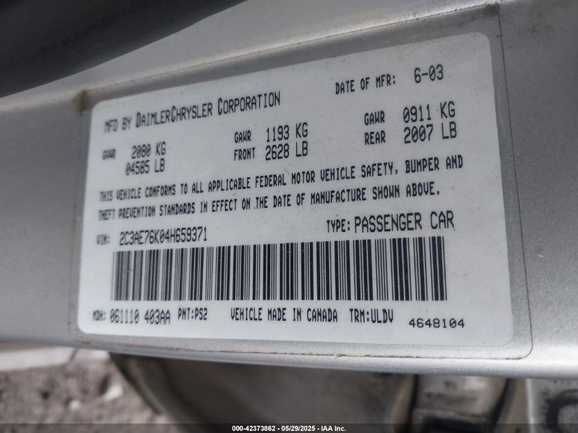 MFD BY DAIMLERCHRYSLER CORPORATION
DATE OF MFR: 6-03
GVWR 2080 KG
04585 LB
GAWR FRONT 1193 KG
2628 LB
GAWR REAR 0911 KG
2007 LB
THIS VEHICLE CONFORMS TO ALL APPLICABLE FEDERAL MOTOR VEHICLE SAFETY, BUMPER AND
THEFT PREVENTION STANDARDS IN EFFECT ON THE DATE OF MANUFACTURE SHOWN ABOVE.
VIN: 2C3AE76K04H659371
TYPE: PASSENGER CAR
MDH: 061110 403AA PNT:PS2 VEHICLE MADE IN CANADA TRM:ULDV
4648104
000-42373862 - 05/29/2025 - IAA Inc.